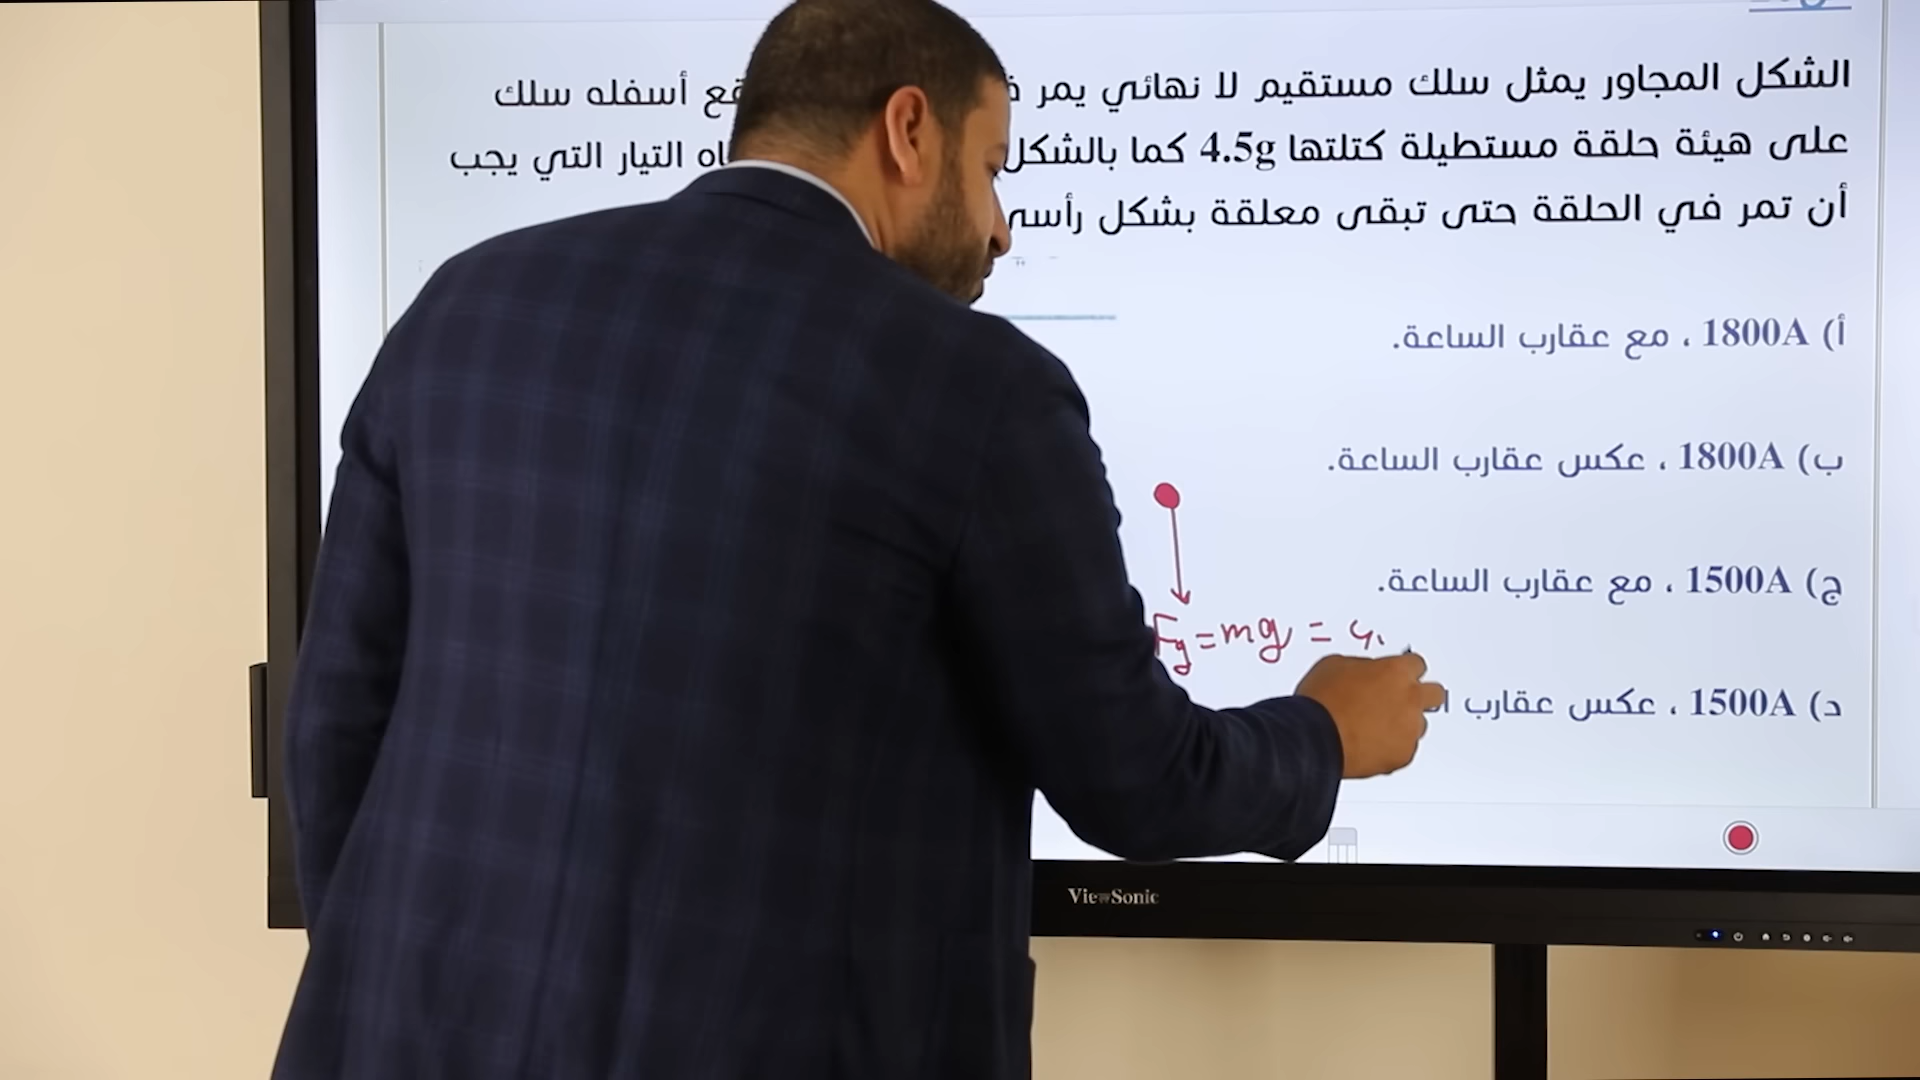 الشكل المجاور يمثل سلك مستقيم لا نهائي يمر أسفله سلك
على هيئة حلقة مستطيلة كتلتها 4.5g كما بالشكل التيار التي يجب
أن تمر في الحلقة حتى تبقى معلقة بشكل
أ) 1800A ، مع عقارب الساعة.
ب) 1800A ، عكس عقارب الساعة.
ج) 1500A ، مع عقارب الساعة.
Fg = mg = 4.
د) 1500A ، عكس عقارب
ViewSonic